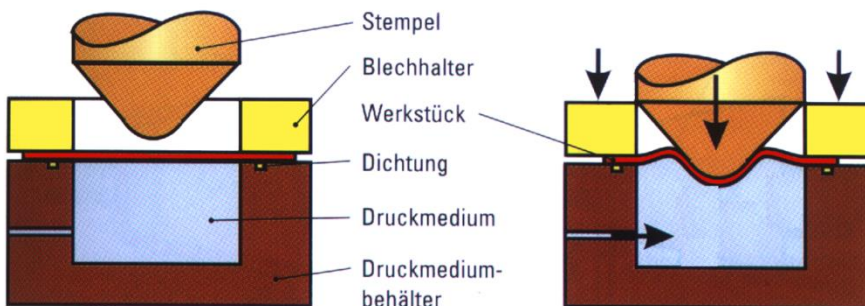 Stempel
Blechhalter
Werkstück
Dichtung
Druckmedium
Druckmedium-
behälter